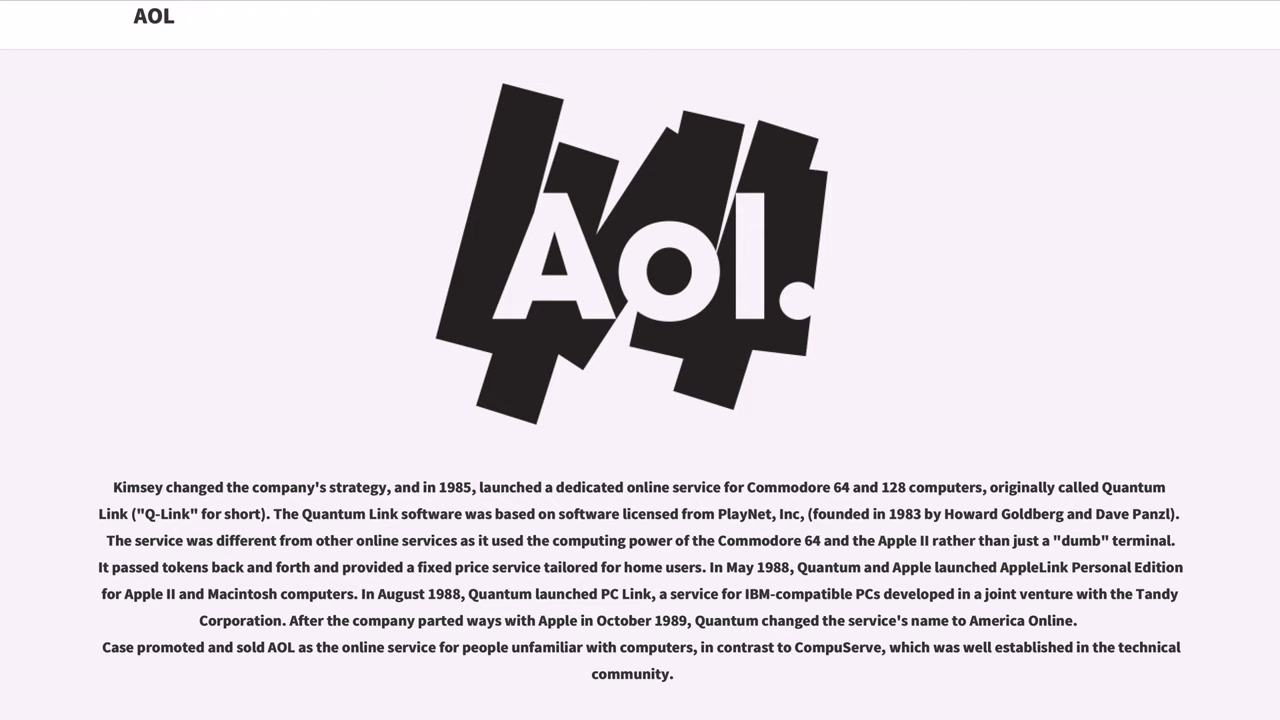 AOL
Aol.
Kimsey changed the company's strategy, and in 1985, launched a dedicated online service for Commodore 64 and 128 computers, originally called Quantum
Link ("Q-Link" for short). The Quantum Link software was based on software licensed from PlayNet, Inc, (founded in 1983 by Howard Goldberg and Dave Panzl).
The service was different from other online services as it used the computing power of the Commodore 64 and the Apple II rather than just a "dumb" terminal.
It passed tokens back and forth and provided a fixed price service tailored for home users. In May 1988, Quantum and Apple launched AppleLink Personal Edition
for Apple II and Macintosh computers. In August 1988, Quantum launched PC Link, a service for IBM-compatible PCs developed in a joint venture with the Tandy
Corporation. After the company parted ways with Apple in October 1989, Quantum changed the service's name to America Online.
Case promoted and sold AOL as the online service for people unfamiliar with computers, in contrast to CompuServe, which was well established in the technical
community.